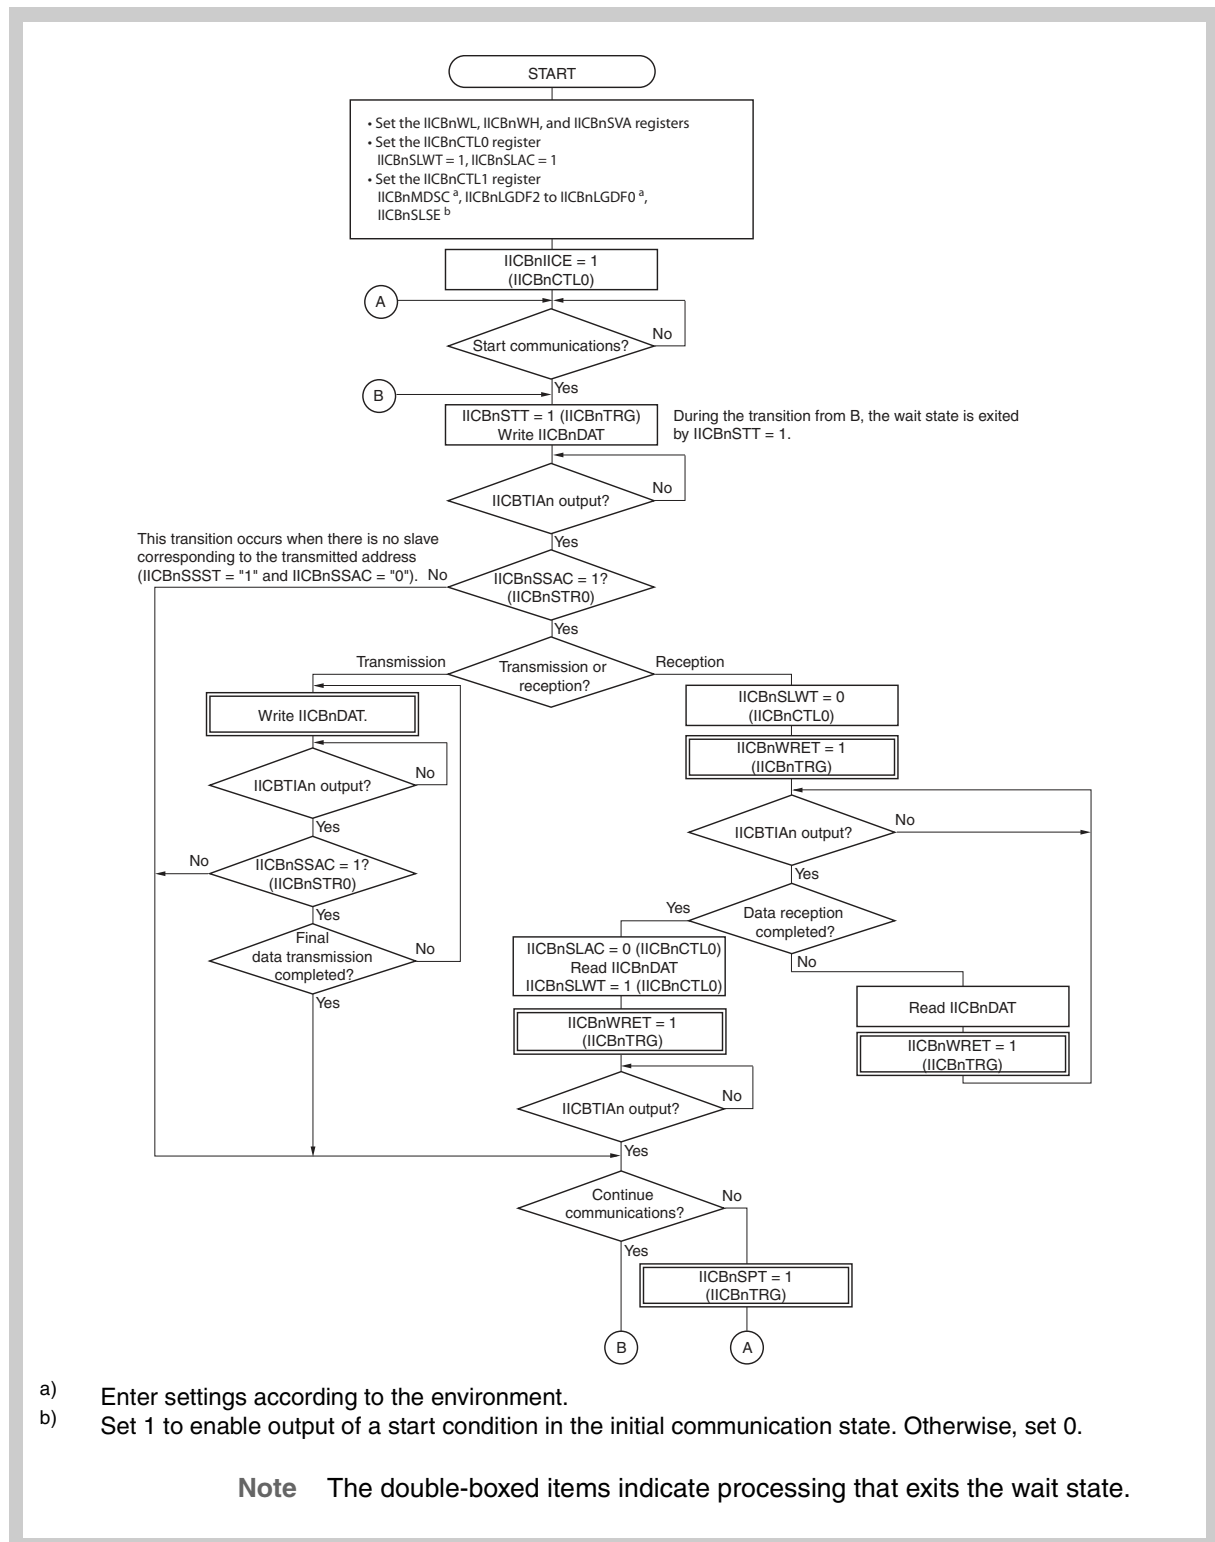 START
• Set the IICBnWL, IICBnWH, and IICBnSVA registers
• Set the IICBnCTL0 register
IICBnSLWT = 1, IICBnSLAC = 1
• Set the IICBnCTL1 register
IICBnMDSC a, IICBnLGDF2 to IICBnLGDF0 a,
IICBnSLSE b
IICBnIICE = 1
(IICBnCTL0)
A
Start communications?
No
Yes
B
IICBnSTT = 1 (IICBnTRG)
Write IICBnDAT
During the transition from B, the wait state is exited
by IICBnSTT = 1.
IICBTIAn output?
No
Yes
This transition occurs when there is no slave
corresponding to the transmitted address
(IICBnSSST = "1" and IICBnSSAC = "0").
No
IICBnSSAC = 1?
(IICBnSTR0)
Yes
Transmission
Transmission or
reception?
Reception
Write IICBnDAT.
IICBTIAn output?
No
Yes
No
IICBnSSAC = 1?
(IICBnSTR0)
Yes
Final
data transmission
completed?
No
Yes
IICBnSLWT = 0
(IICBnCTL0)
IICBnWRET = 1
(IICBnTRG)
IICBTIAn output?
No
Yes
Yes
Data reception
completed?
No
IICBnSLAC = 0 (IICBnCTL0)
Read IICBnDAT
IICBnSLWT = 1 (IICBnCTL0)
IICBnWRET = 1
(IICBnTRG)
Read IICBnDAT
IICBnWRET = 1
(IICBnTRG)
IICBTIAn output?
No
Yes
Continue
communications?
No
Yes
IICBnSPT = 1
(IICBnTRG)
B
A
a) Enter settings according to the environment.
b) Set 1 to enable output of a start condition in the initial communication state. Otherwise, set 0.
Note The double-boxed items indicate processing that exits the wait state.